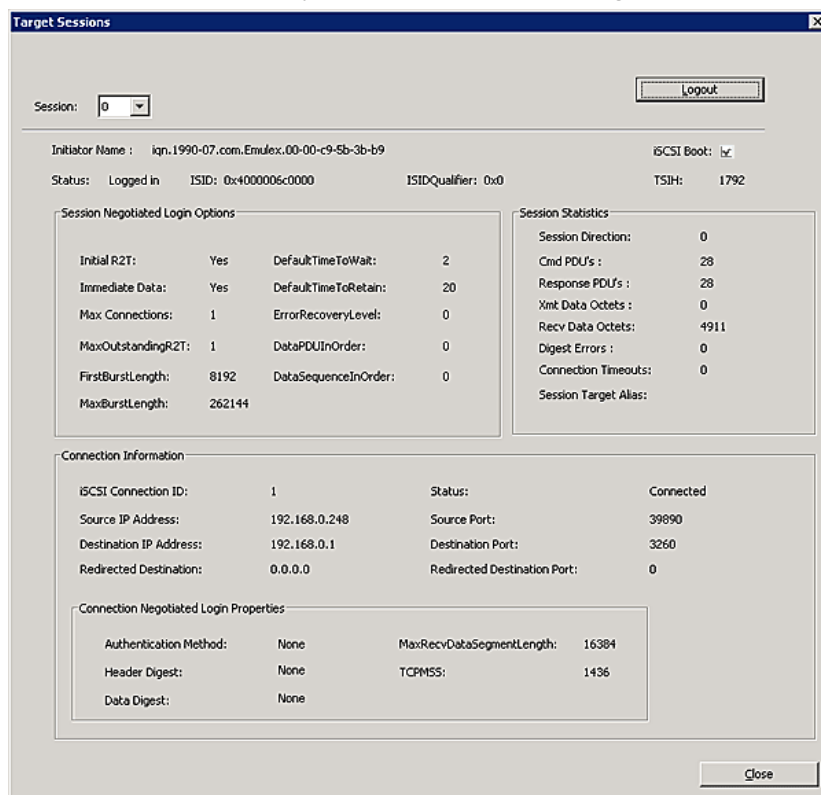 Target Sessions
Logout
Session: 0
Initiator Name : iqn.1990-07.com.Emulex.00-00-c9-5b-3b-b9 iSCSI Boot:
Status: Logged in ISID: 0x4000006c0000 ISIDQualifier: 0x0 TSIH: 1792
Session Negotiated Login Options
Initial R2T: Yes DefaultTimeToWait: 2
Immediate Data: Yes DefaultTimeToRetain: 20
Max Connections: 1 ErrorRecoveryLevel: 0
MaxOutstandingR2T: 1 DataPDUInOrder: 0
FirstBurstLength: 8192 DataSequenceInOrder: 0
MaxBurstLength: 262144
Session Statistics
Session Direction: 0
Cmd PDU's : 28
Response PDU's : 28
Xmt Data Octets : 0
Recv Data Octets: 4911
Digest Errors : 0
Connection Timeouts: 0
Session Target Alias:
Connection Information
iSCSI Connection ID: 1 Status: Connected
Source IP Address: 192.168.0.248 Source Port: 39890
Destination IP Address: 192.168.0.1 Destination Port: 3260
Redirected Destination: 0.0.0.0 Redirected Destination Port: 0
Connection Negotiated Login Properties
Authentication Method: None MaxRecvDataSegmentLength: 16384
Header Digest: None TCPMSS: 1436
Data Digest: None
Close